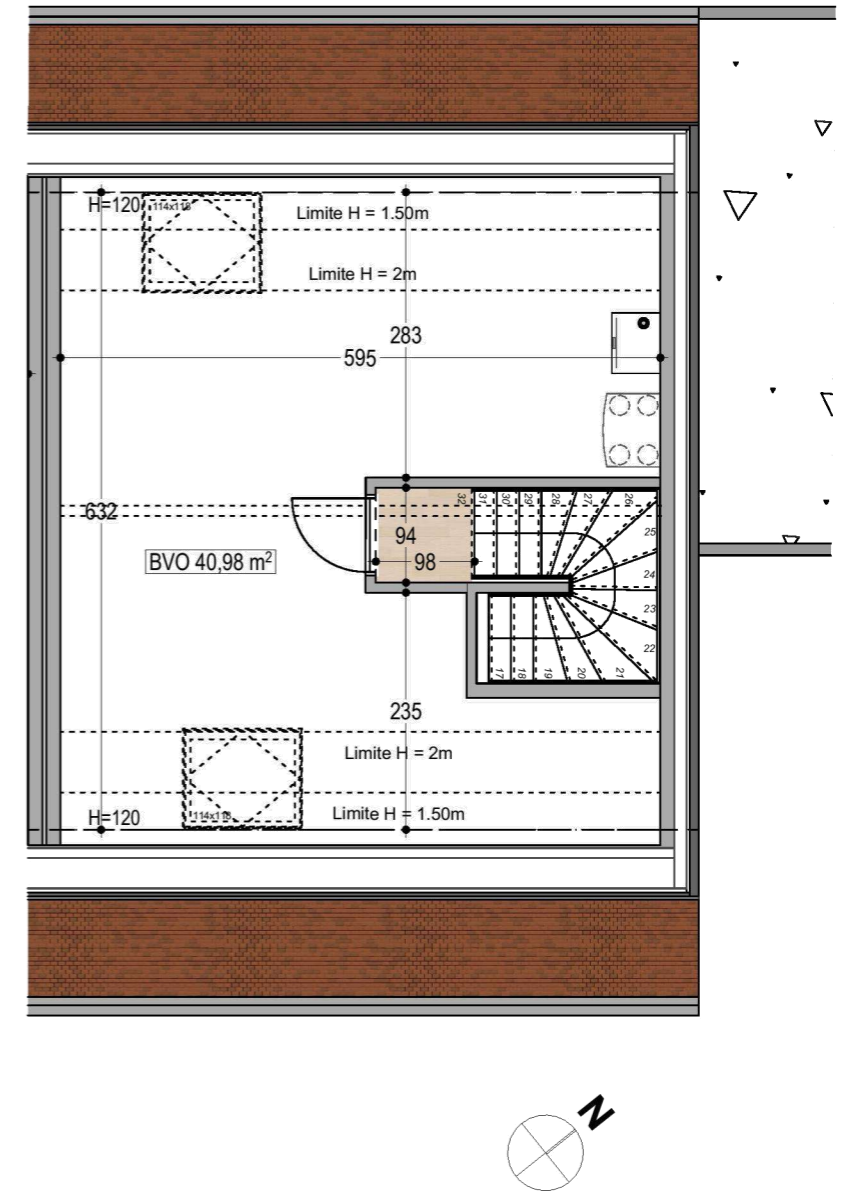 H=120
114x118
Limite H = 1.50m
Limite H = 2m
283
595
632
32
31
30
29
28
27
26
25
94
98
BVO 40,98 m²
24
23
22
17
18
19
20
21
235
Limite H = 2m
H=120
114x118
Limite H = 1.50m
N